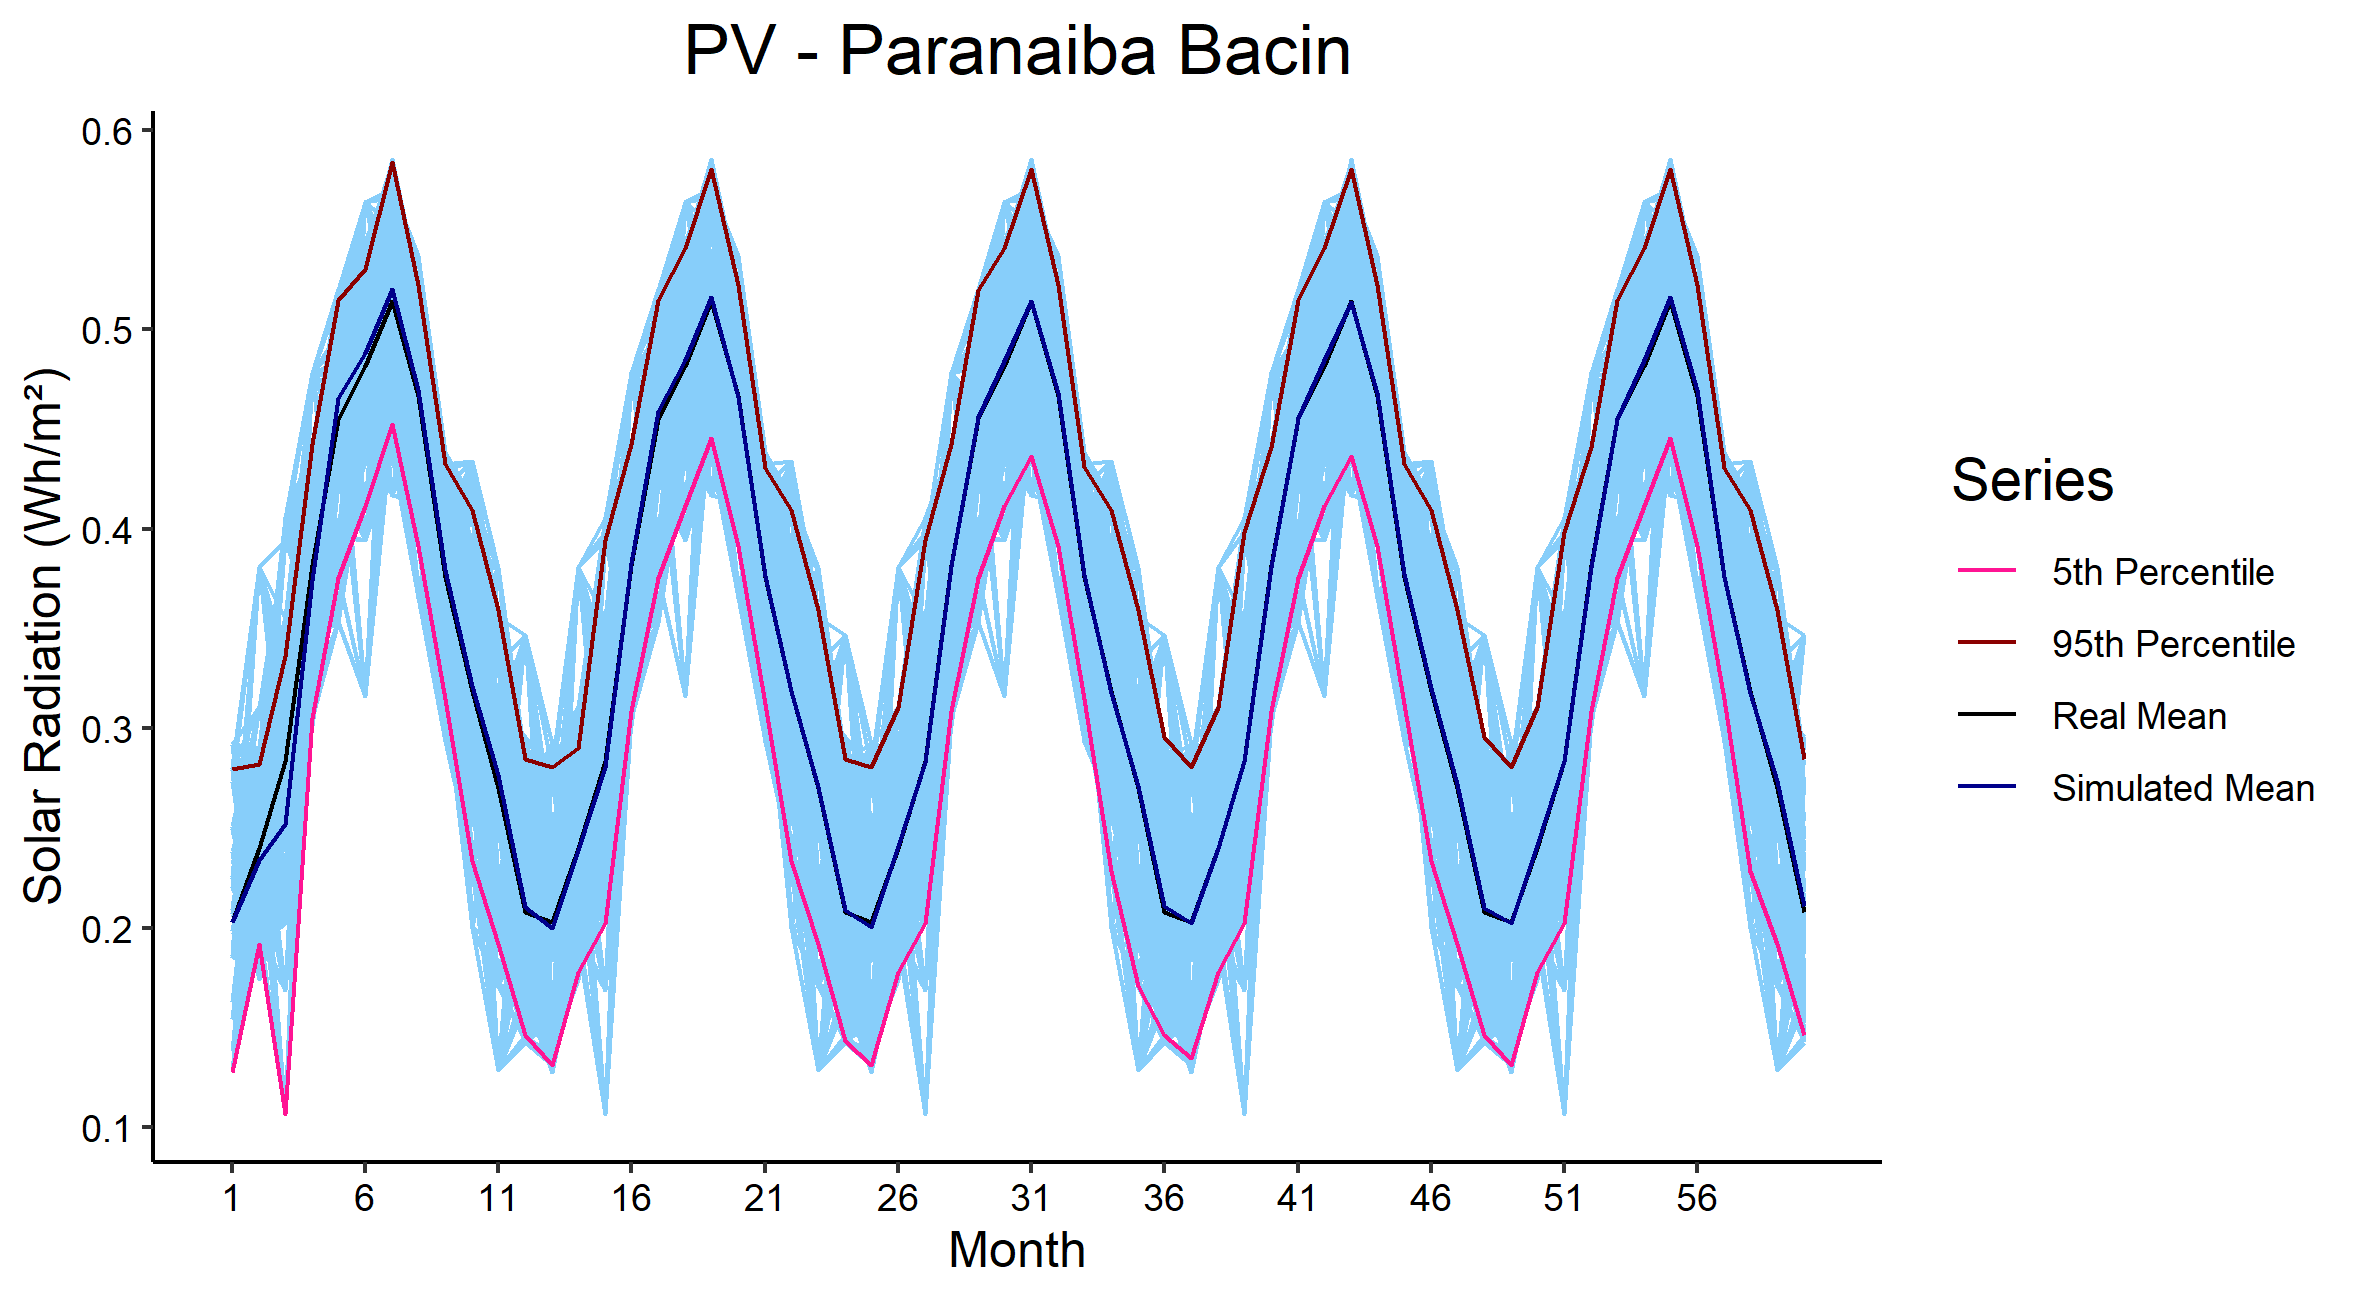 PV - Paranaiba Bacin
Solar Radiation (Wh/m²)
0.6
0.5
0.4
0.3
0.2
0.1
1 6 11 16 21 26 31 36 41 46 51 56
Month
Series
5th Percentile
95th Percentile
Real Mean
Simulated Mean